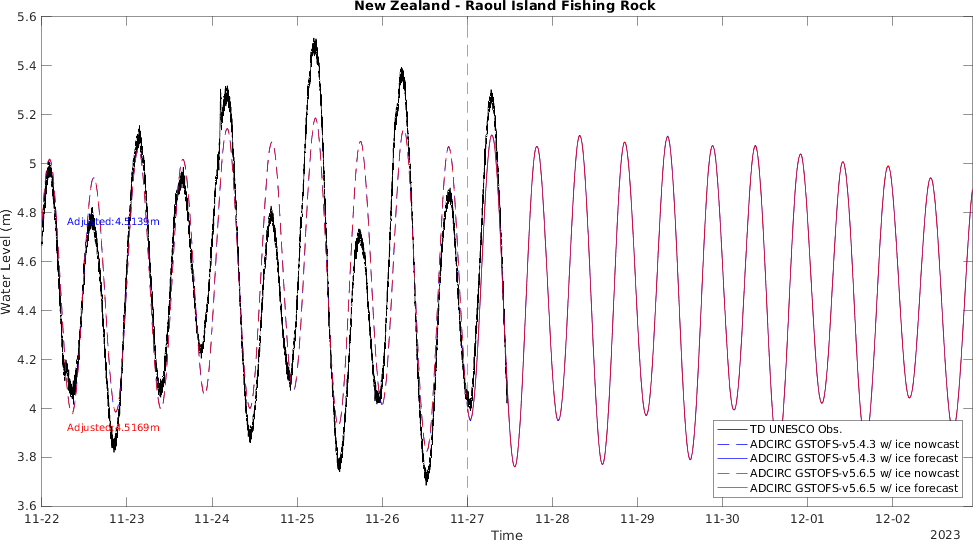 New Zealand - Raoul Island Fishing Rock
5.6
5.4
5.2
5
4.8
4.6
4.4
4.2
4
3.8
3.6
Water Level (m)
Adjusted:4.5139m
Adjusted:4.5169m
TD UNESCO Obs.
ADCIRC GSTOFS-v5.4.3 w/ ice nowcast
ADCIRC GSTOFS-v5.4.3 w/ ice forecast
ADCIRC GSTOFS-v5.6.5 w/ ice nowcast
ADCIRC GSTOFS-v5.6.5 w/ ice forecast
11-22 11-23 11-24 11-25 11-26 11-27 11-28 11-29 11-30 12-01 12-02
Time
2023